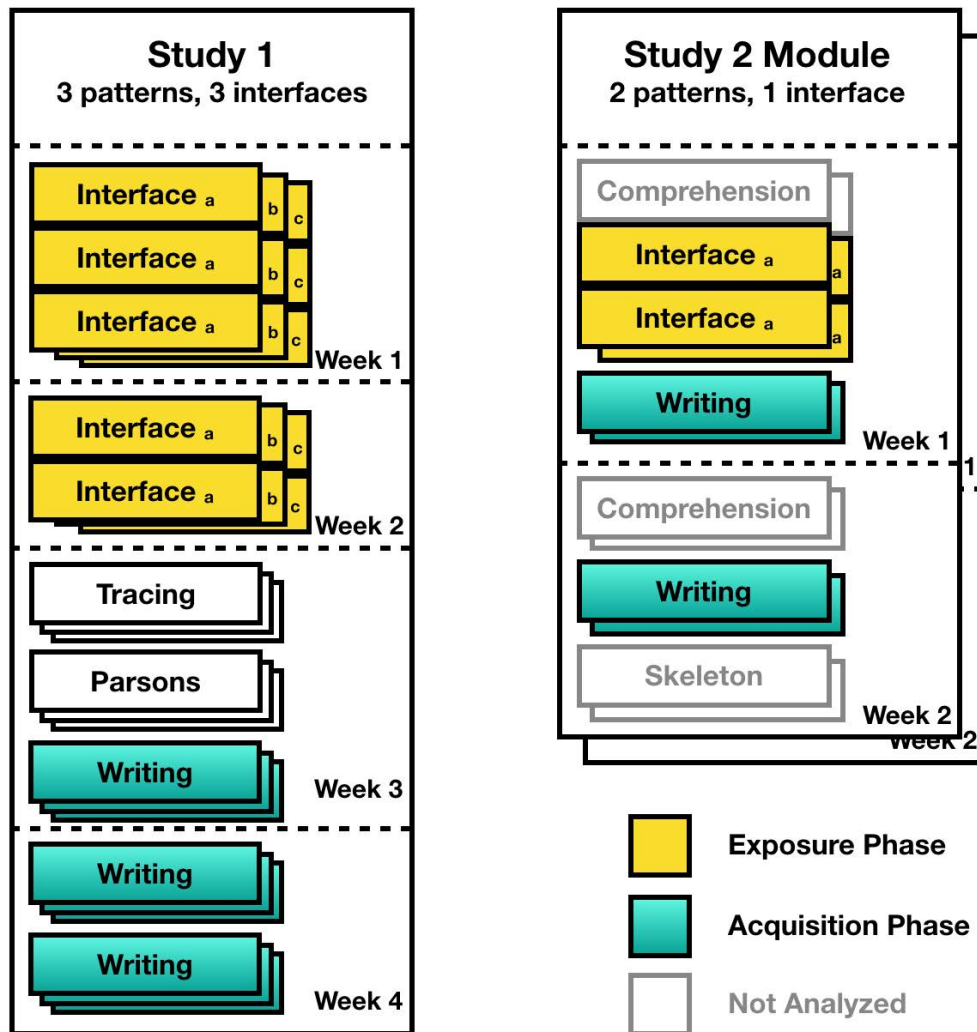 Study 1
3 patterns, 3 interfaces
Interface a b c
Interface a b c
Interface a b c
Week 1
Interface a b c
Interface a b c
Week 2
Tracing
Parsons
Writing
Week 3
Writing
Writing
Week 4
Study 2 Module
2 patterns, 1 interface
Comprehension
Interface a a
Interface a a
Writing
Week 1
1
Comprehension
Writing
Skeleton
Week 2
Week 2
Exposure Phase
Acquisition Phase
Not Analyzed